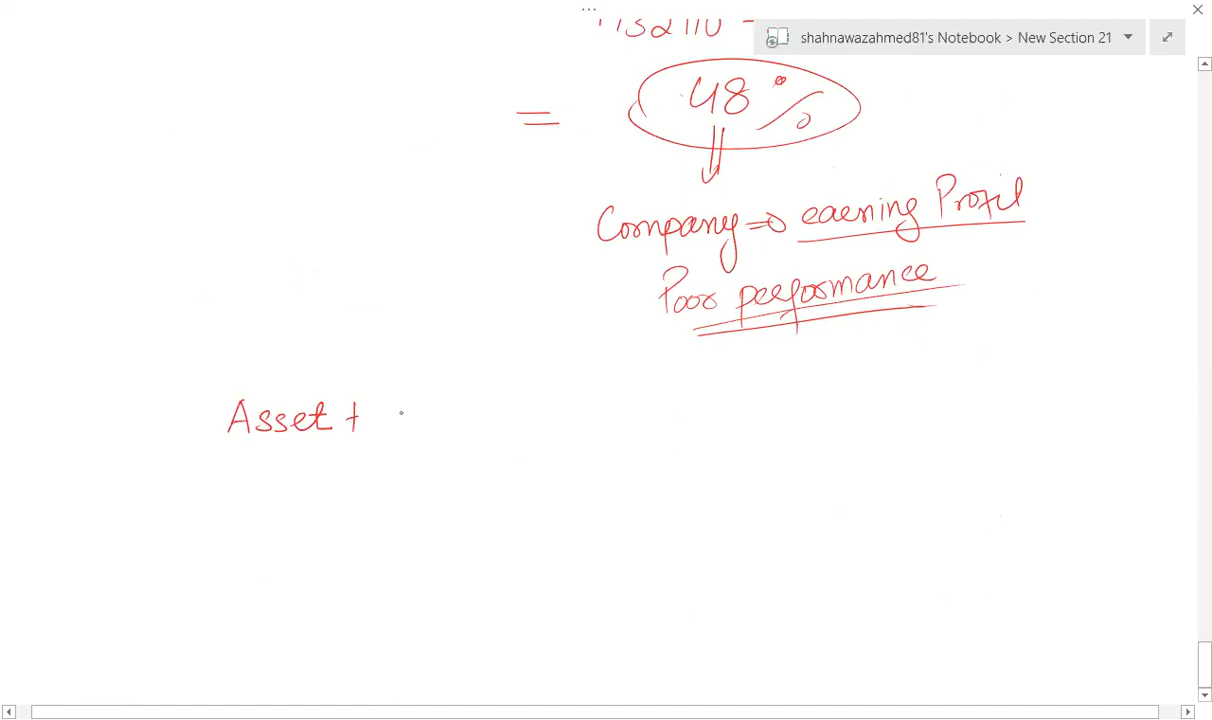 shahnawazahmed81's Notebook > New Section 21
= 48 %
Company ⇒ earning Profit
Poor performance
Asset t